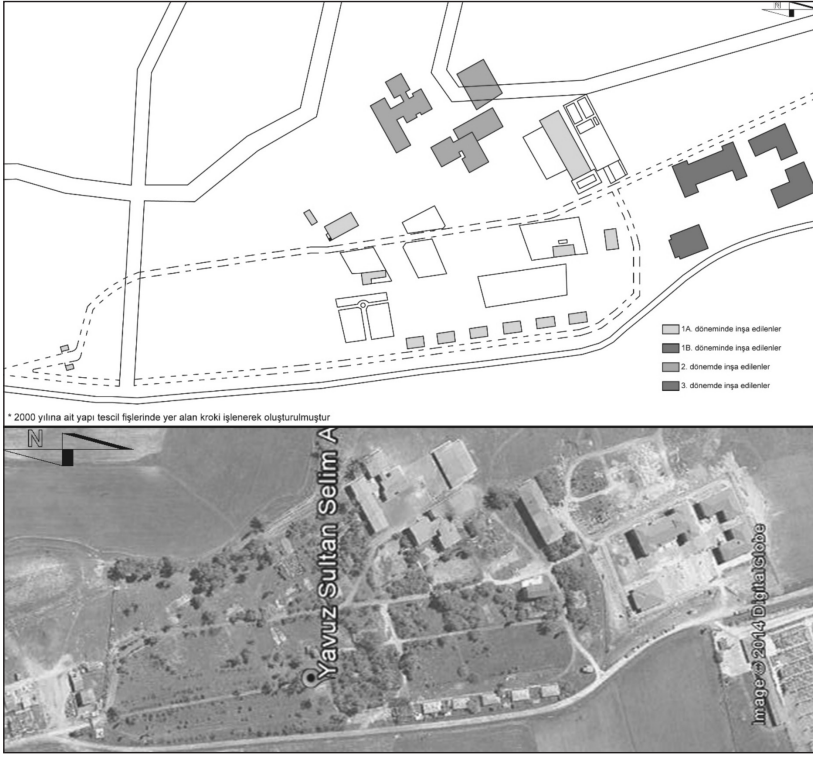 N
1A. döneminde inşa edilenler
1B. döneminde inşa edilenler
2. dönemde inşa edilenler
3. dönemde inşa edilenler
* 2000 yılına ait yapı tescil fişlerinde yer alan kroki işlenerek oluşturulmuştur
N
Yavuz Sultan Selim A
Image © 2014 DigitalGlobe